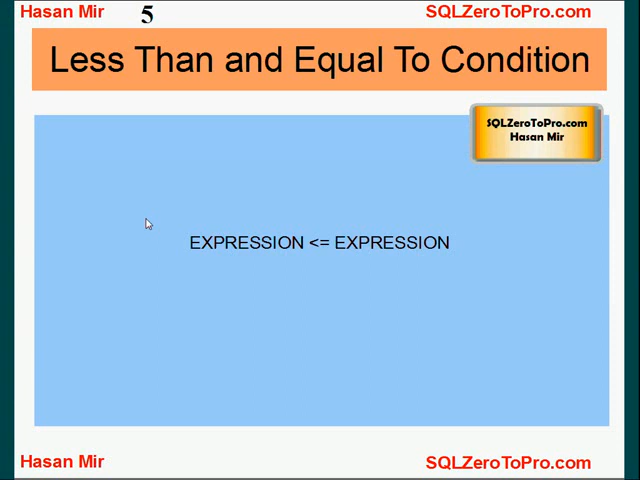 Hasan Mir 5 SQLZeroToPro.com
Less Than and Equal To Condition
SQLZeroToPro.com
Hasan Mir
EXPRESSION <= EXPRESSION
Hasan Mir SQLZeroToPro.com